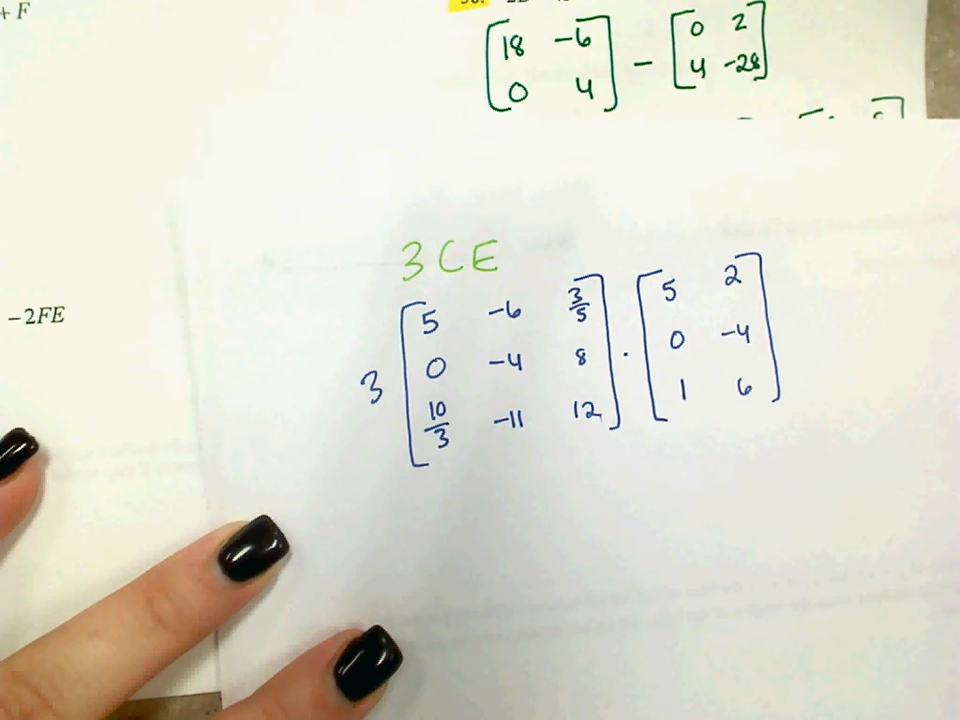 + F
[18 -6] - [0 2]
[0 4] [4 -28]
- 2FE
3 C E
3 [5 -6 3/5] · [5 2]
[0 -4 8] [0 -4]
[10/3 -11 12] [1 6]